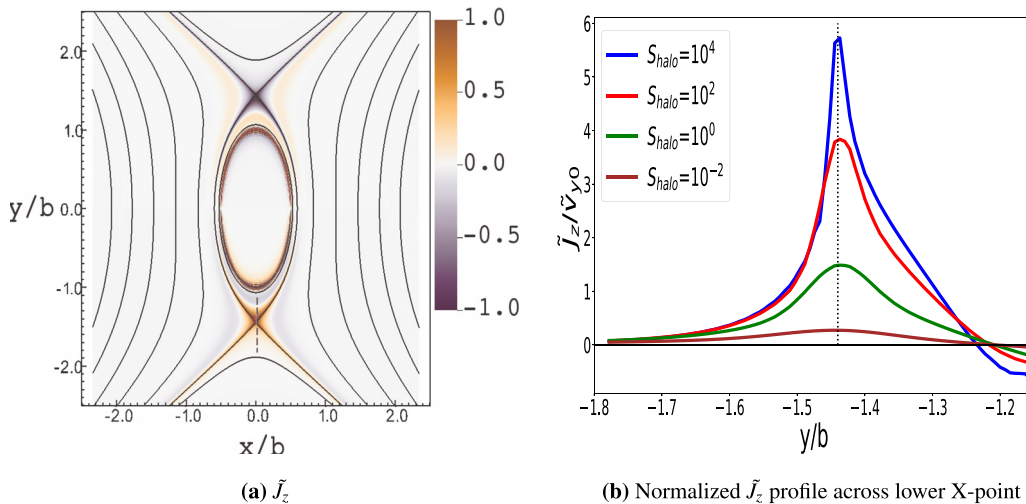 2.0
1.0
y/b 0.0
-1.0
-2.0
-2.0 -1.0 0.0 1.0 2.0
x/b
1.0
0.5
0.0
-0.5
-1.0
(a) J̃z
6
5
4
3
2
1
0
J̃z/ṽy0
Shalo=10⁴
Shalo=10²
Shalo=10⁰
Shalo=10⁻²
−1.8 −1.7 −1.6 −1.5 −1.4 −1.3 −1.2
y/b
(b) Normalized J̃z profile across lower X-point